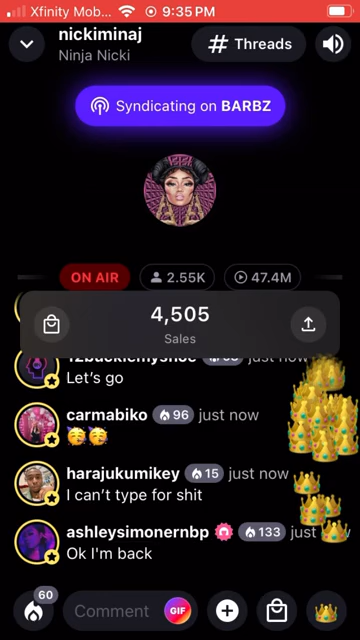 Xfinity Mob... 9:35 PM
nickiminaj
Ninja Nicki
# Threads
Syndicating on BARBZ
ON AIR
2.55K
47.4M
4,505
Sales
just now
Let's go
carmabiko 96 just now
🥳🥳
harajukumikey 15 just now
I can't type for shit
ashleysimonernbp 133 just
Ok I'm back
60
Comment GIF